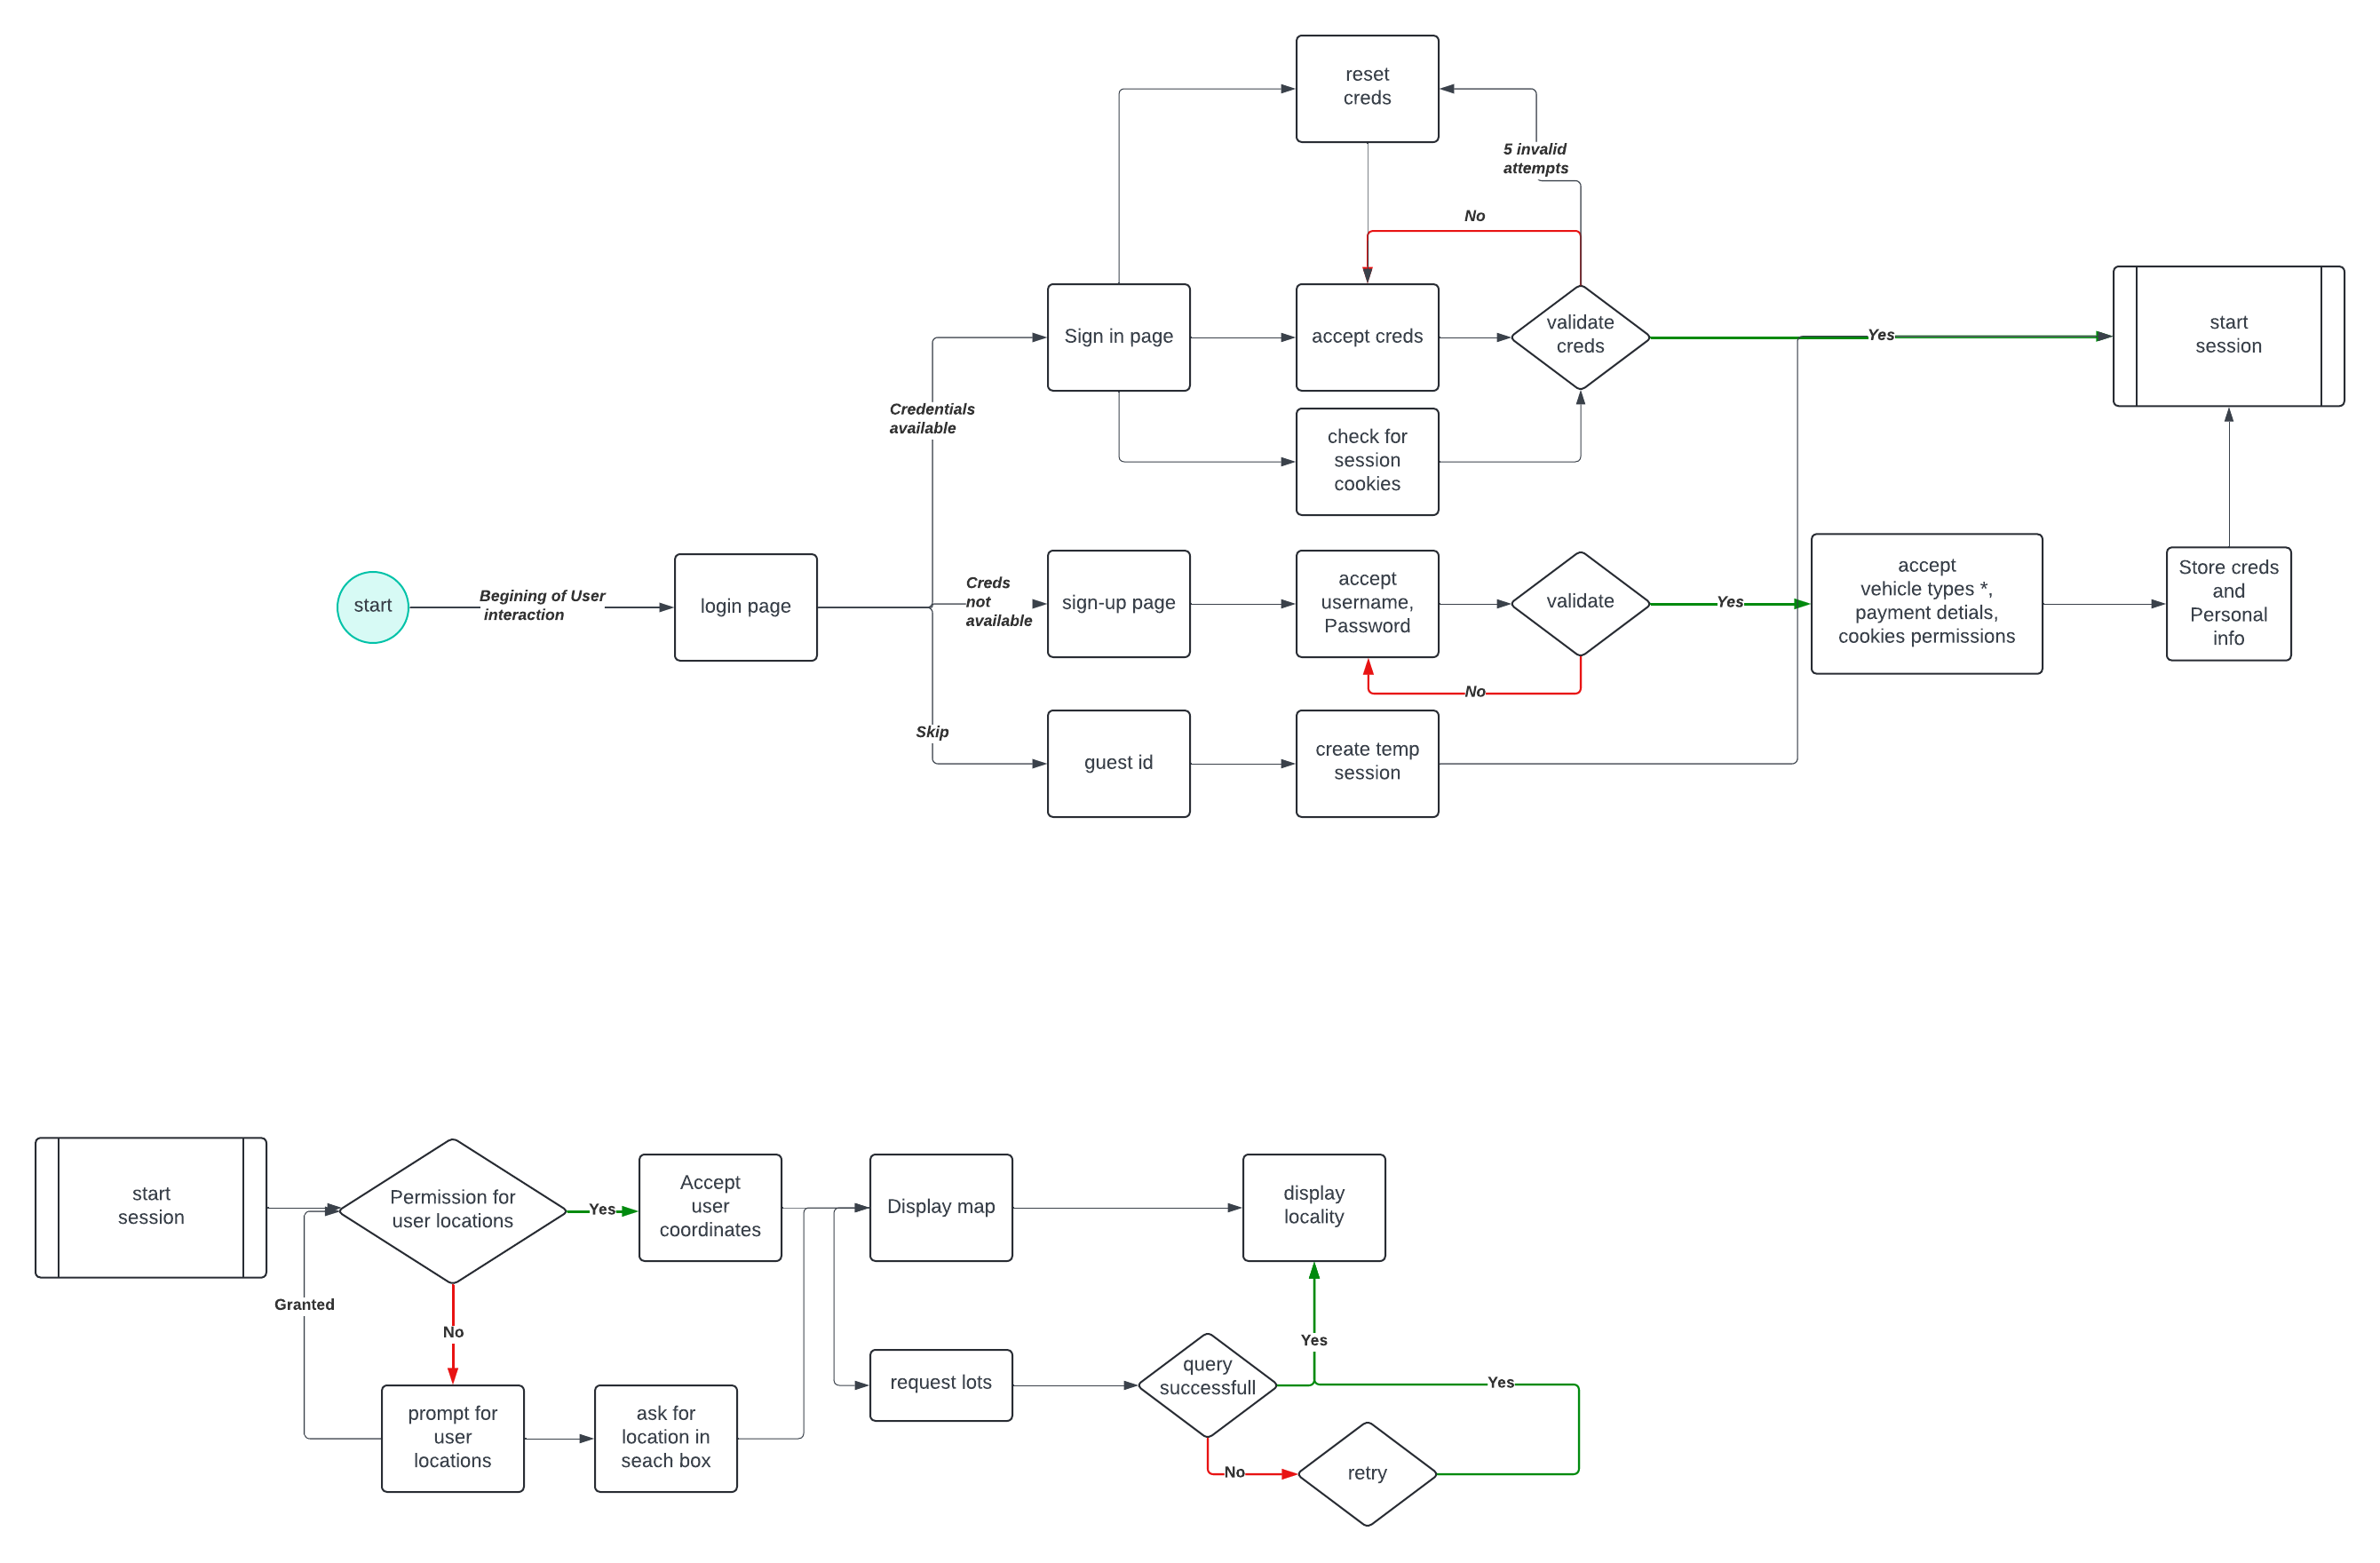 reset
creds
5 invalid
attempts
No
Sign in page
accept creds
validate
creds
Yes
start
session
Credentials
available
check for
session
cookies
start
Begining of User
interaction
login page
Creds
not
available
sign-up page
accept
username,
Password
validate
Yes
accept
vehicle types *,
payment detials,
cookies permissions
Store creds
and
Personal
info
No
Skip
guest id
create temp
session
start
session
Permission for
user locations
Yes
Accept
user
coordinates
Display map
display
locality
Granted
No
Yes
prompt for
user
locations
ask for
location in
seach box
request lots
query
successfull
Yes
No
retry